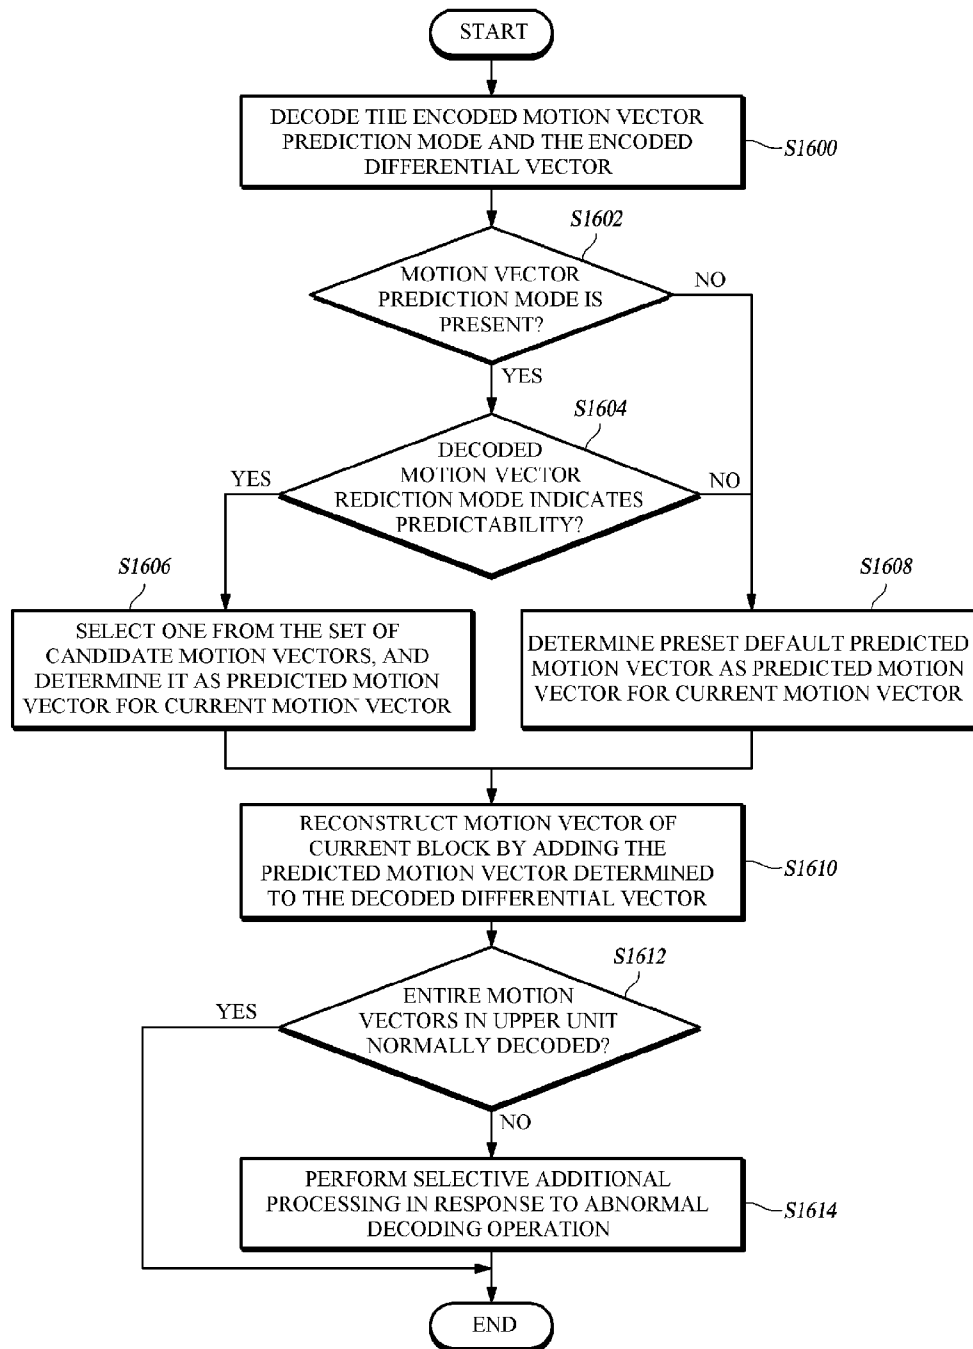 START
DECODE THE ENCODED MOTION VECTOR
PREDICTION MODE AND THE ENCODED
DIFFERENTIAL VECTOR
S1600
S1602
MOTION VECTOR
PREDICTION MODE IS
PRESENT?
NO
YES
S1604
DECODED
MOTION VECTOR
REDICTION MODE INDICATES
PREDICTABILITY?
YES
NO
S1606
SELECT ONE FROM THE SET OF
CANDIDATE MOTION VECTORS, AND
DETERMINE IT AS PREDICTED MOTION
VECTOR FOR CURRENT MOTION VECTOR
S1608
DETERMINE PRESET DEFAULT PREDICTED
MOTION VECTOR AS PREDICTED MOTION
VECTOR FOR CURRENT MOTION VECTOR
RECONSTRUCT MOTION VECTOR OF
CURRENT BLOCK BY ADDING THE
PREDICTED MOTION VECTOR DETERMINED
TO THE DECODED DIFFERENTIAL VECTOR
S1610
S1612
ENTIRE MOTION
VECTORS IN UPPER UNIT
NORMALLY DECODED?
YES
NO
PERFORM SELECTIVE ADDITIONAL
PROCESSING IN RESPONSE TO ABNORMAL
DECODING OPERATION
S1614
END